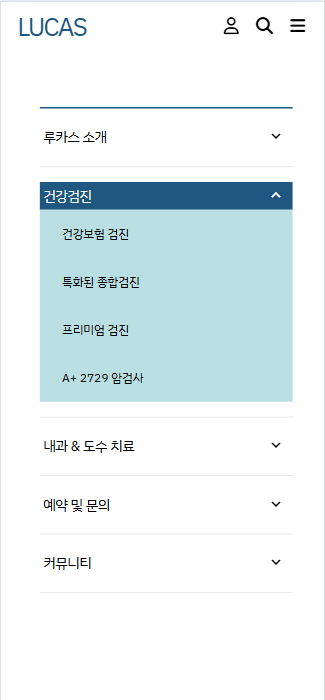 LUCAS
루카스 소개
건강검진
건강보험 검진
특화된 종합검진
프리미엄 검진
A+ 2729 암검사
내과 & 도수 치료
예약 및 문의
커뮤니티